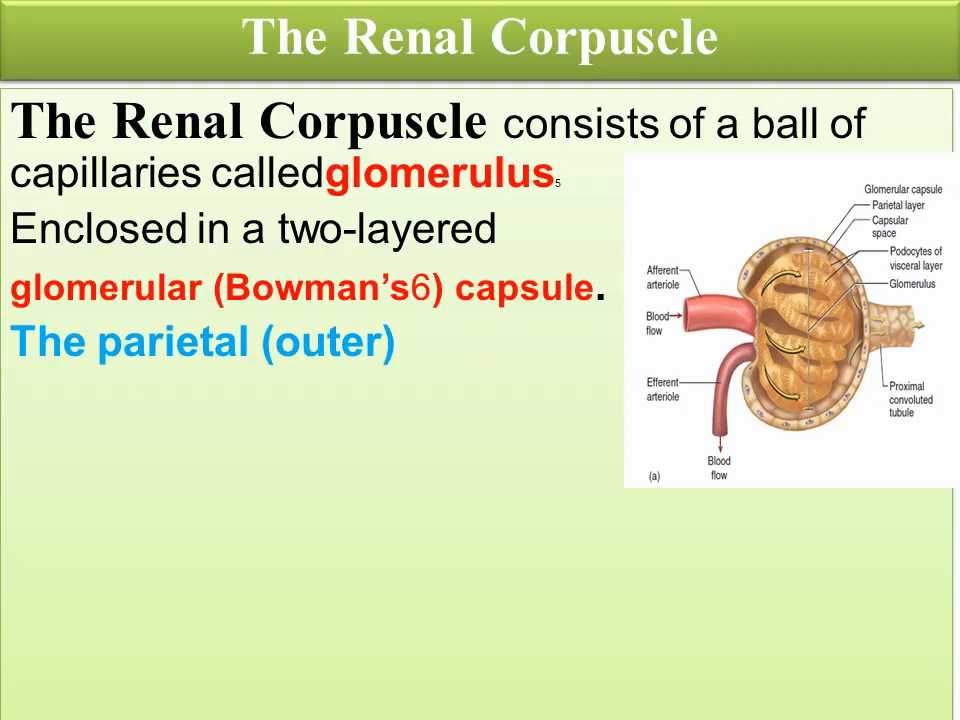 The Renal Corpuscle
The Renal Corpuscle consists of a ball of
capillaries calledglomerulus5
Enclosed in a two-layered
glomerular (Bowman’s6) capsule.
The parietal (outer)
Glomerular capsule
Parietal layer
Capsular
space
Podocytes of
visceral layer
Glomerulus
Afferent
arteriole
Blood
flow
Efferent
arteriole
Proximal
convoluted
tubule
Blood
flow
(a)